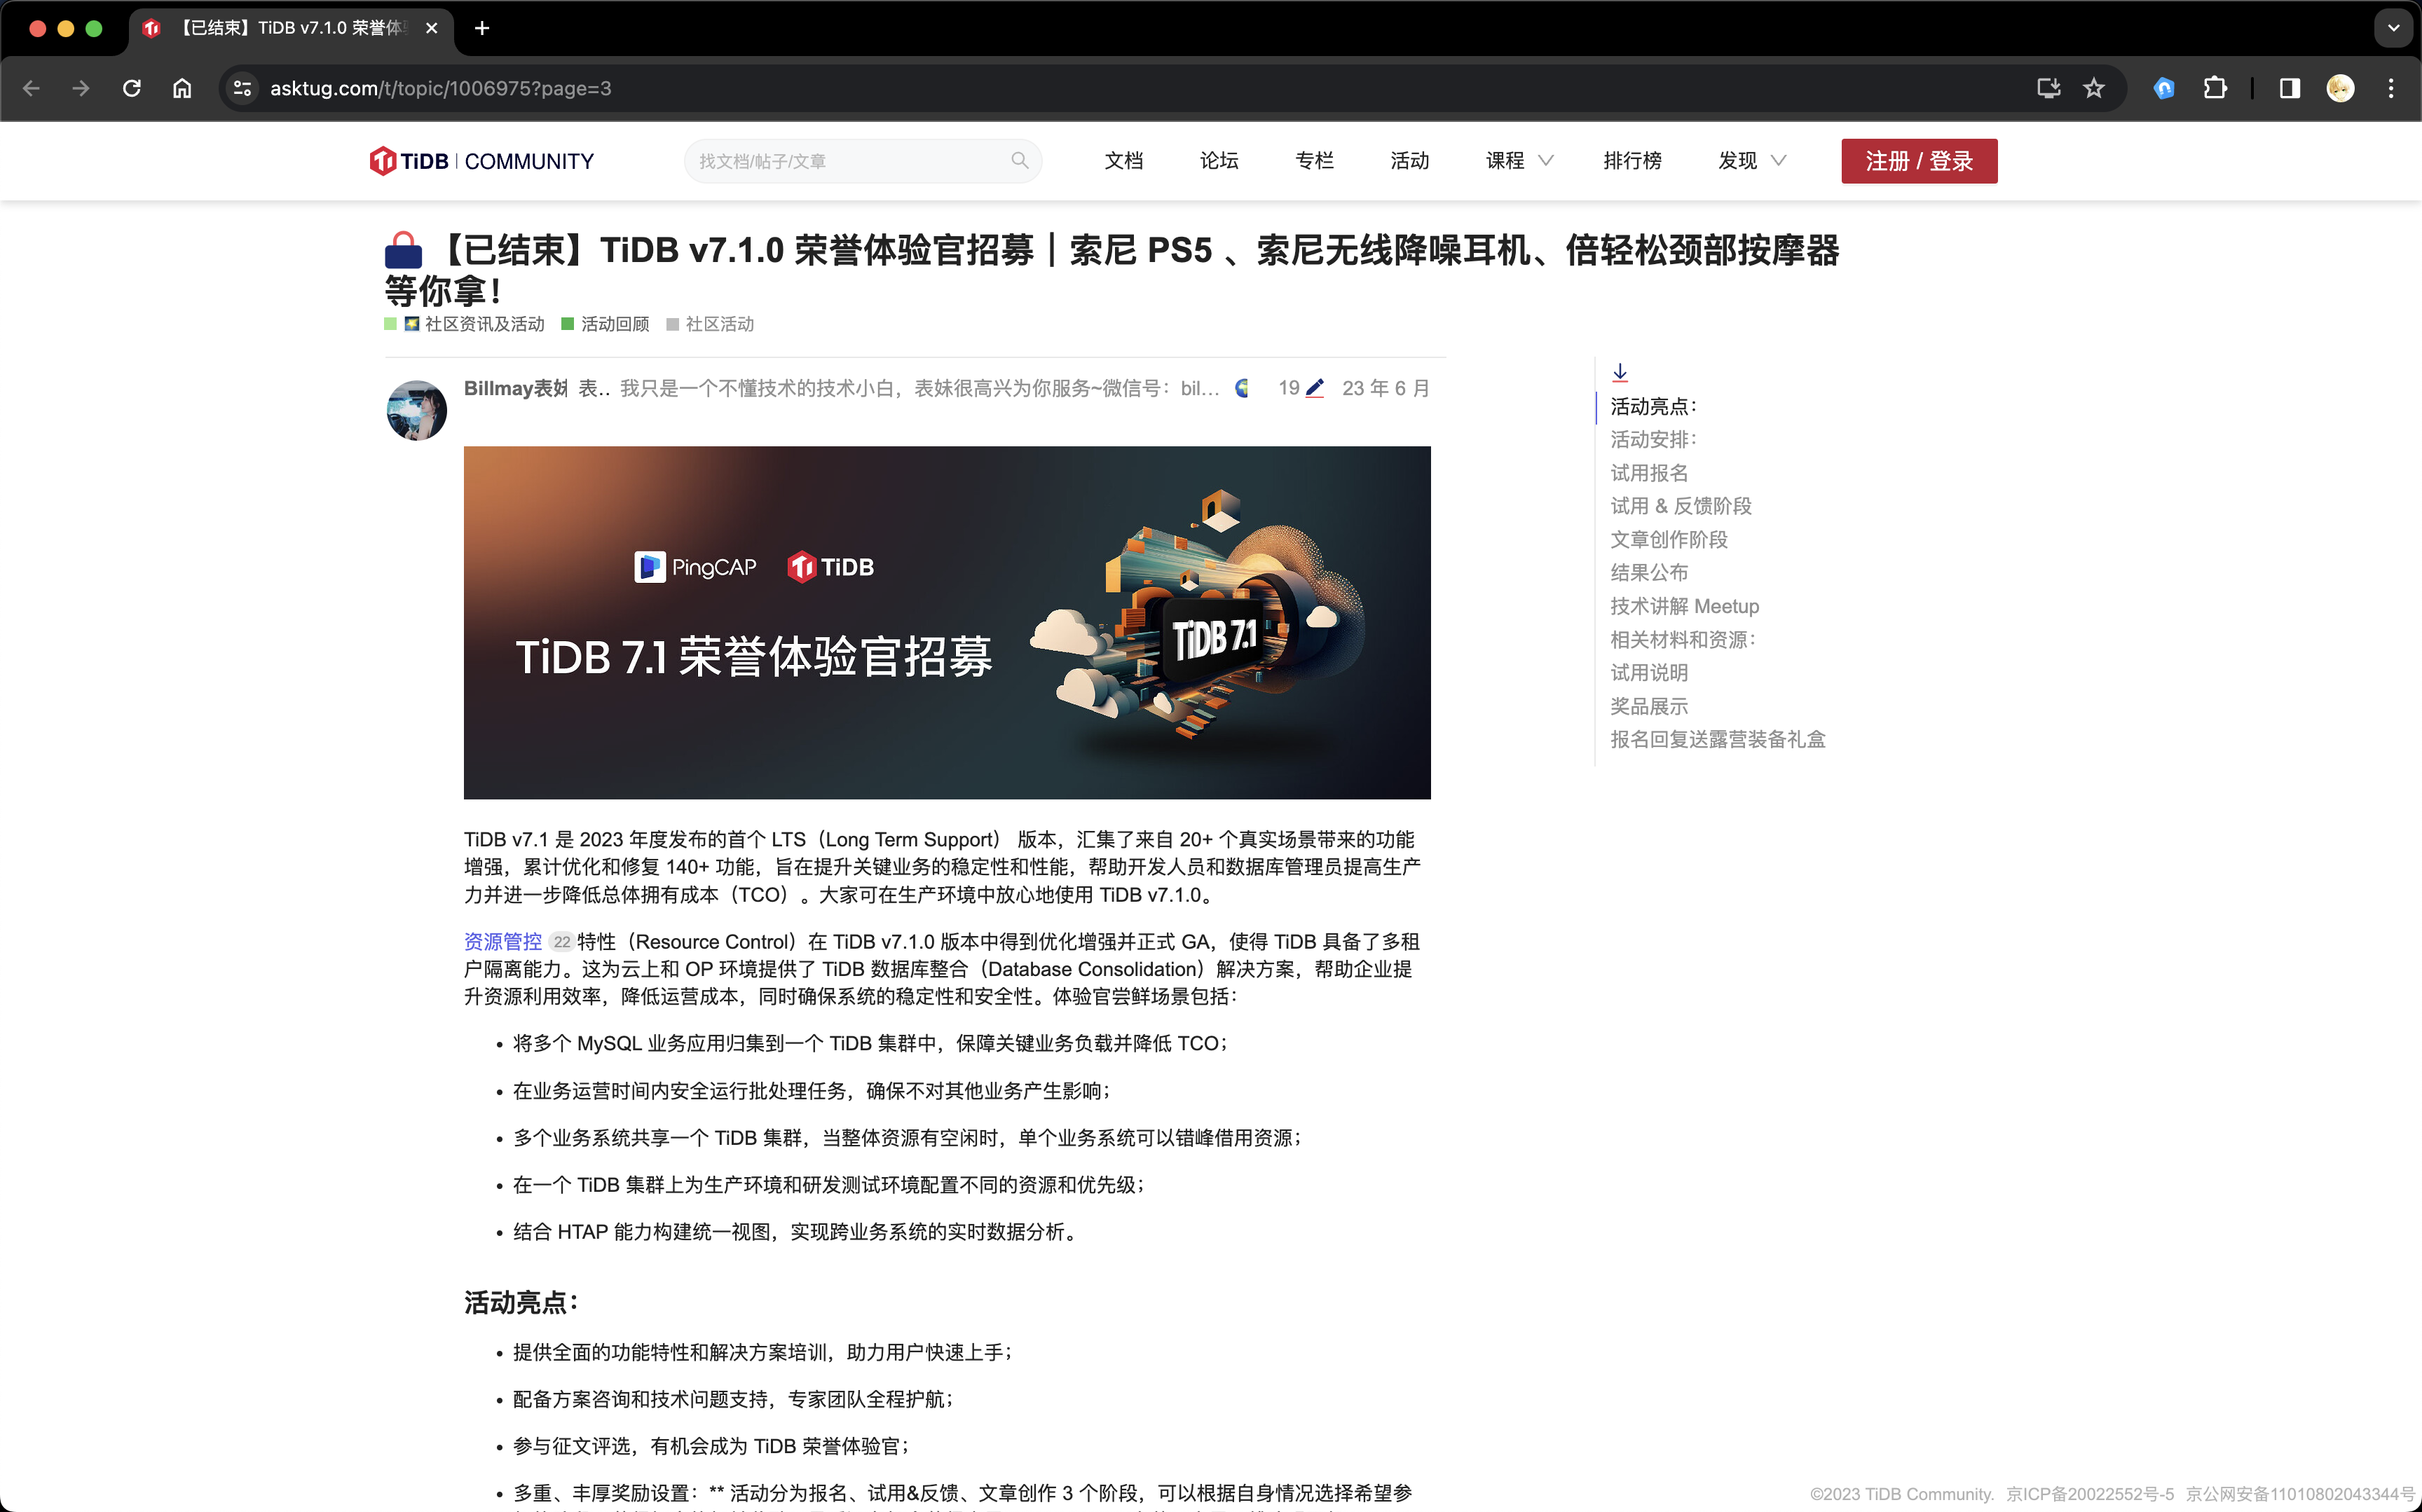 【已结束】TiDB v7.1.0 荣誉体
asktug.com/t/topic/1006975?page=3
TiDB COMMUNITY
找文档/帖子/文章
文档
论坛
专栏
活动
课程
排行榜
发现
注册 / 登录
【已结束】TiDB v7.1.0 荣誉体验官招募｜索尼 PS5 、索尼无线降噪耳机、倍轻松颈部按摩器
等你拿！
社区资讯及活动 活动回顾 社区活动
Billmay表妹 表… 我只是一个不懂技术的技术小白，表妹很高兴为你服务~微信号：bil… 19 23 年 6 月
PingCAP TiDB
TiDB 7.1 荣誉体验官招募
TiDB 7.1
TiDB v7.1 是 2023 年度发布的首个 LTS（Long Term Support） 版本，汇集了来自 20+ 个真实场景带来的功能
增强，累计优化和修复 140+ 功能，旨在提升关键业务的稳定性和性能，帮助开发人员和数据库管理员提高生产
力并进一步降低总体拥有成本（TCO）。大家可在生产环境中放心地使用 TiDB v7.1.0。
资源管控 22 特性（Resource Control）在 TiDB v7.1.0 版本中得到优化增强并正式 GA，使得 TiDB 具备了多租
户隔离能力。这为云上和 OP 环境提供了 TiDB 数据库整合（Database Consolidation）解决方案，帮助企业提
升资源利用效率，降低运营成本，同时确保系统的稳定性和安全性。体验官尝鲜场景包括：
• 将多个 MySQL 业务应用归集到一个 TiDB 集群中，保障关键业务负载并降低 TCO；
• 在业务运营时间内安全运行批处理任务，确保不对其他业务产生影响；
• 多个业务系统共享一个 TiDB 集群，当整体资源有空闲时，单个业务系统可以错峰借用资源；
• 在一个 TiDB 集群上为生产环境和研发测试环境配置不同的资源和优先级；
• 结合 HTAP 能力构建统一视图，实现跨业务系统的实时数据分析。
活动亮点：
• 提供全面的功能特性和解决方案培训，助力用户快速上手；
• 配备方案咨询和技术问题支持，专家团队全程护航；
• 参与征文评选，有机会成为 TiDB 荣誉体验官；
• 多重、丰厚奖励设置：** 活动分为报名、试用&反馈、文章创作 3 个阶段，可以根据自身情况选择希望参
活动亮点：
活动安排：
试用报名
试用 & 反馈阶段
文章创作阶段
结果公布
技术讲解 Meetup
相关材料和资源：
试用说明
奖品展示
报名回复送露营装备礼盒
©2023 TiDB Community. 京ICP备20022552号-5 京公网安备11010802043344号